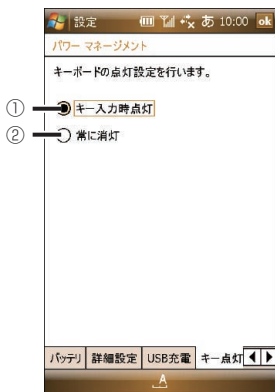 設定 あ 10:00 ok
パワー マネージメント
キーボードの点灯設定を行います。
① キー入力時点灯
② 常に消灯
バッテリ 詳細設定 USB充電 キー点灯
A